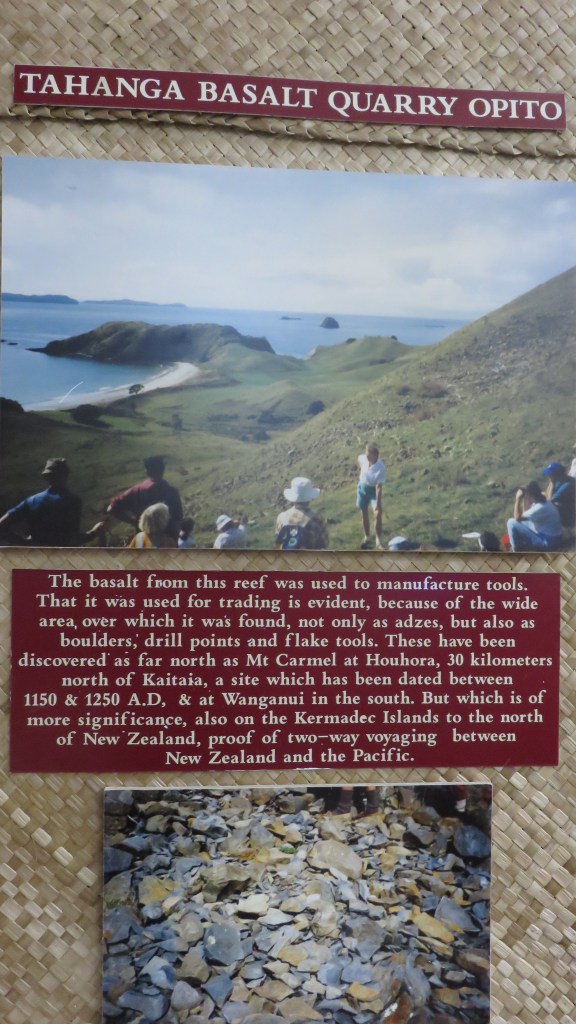 TAHANGA BASALT QUARRY OPITO
The basalt from this reef was used to manufacture tools.
That it was used for trading is evident, because of the wide
area, over which it was found, not only as adzes, but also as
boulders, drill points and flake tools. These have been
discovered as far north as Mt Carmel at Houhora, 30 kilometers
north of Kaitaia, a site which has been dated between
1150 & 1250 A.D, & at Wanganui in the south. But which is of
more significance, also on the Kermadec Islands to the north
of New Zealand, proof of two-way voyaging between
New Zealand and the Pacific.